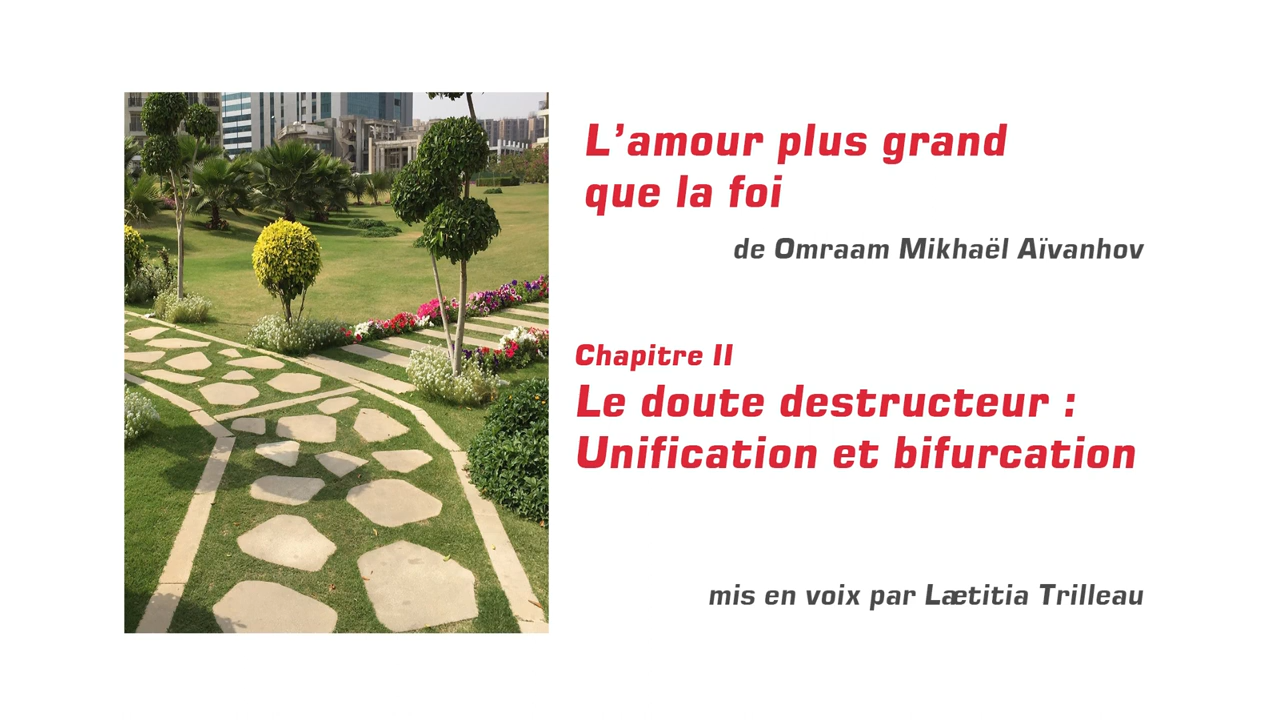 L'amour plus grand
que la foi
de Omraam Mikhaël Aïvanhov
Chapitre II
Le doute destructeur :
Unification et bifurcation
mis en voix par Lætitia Trilleau